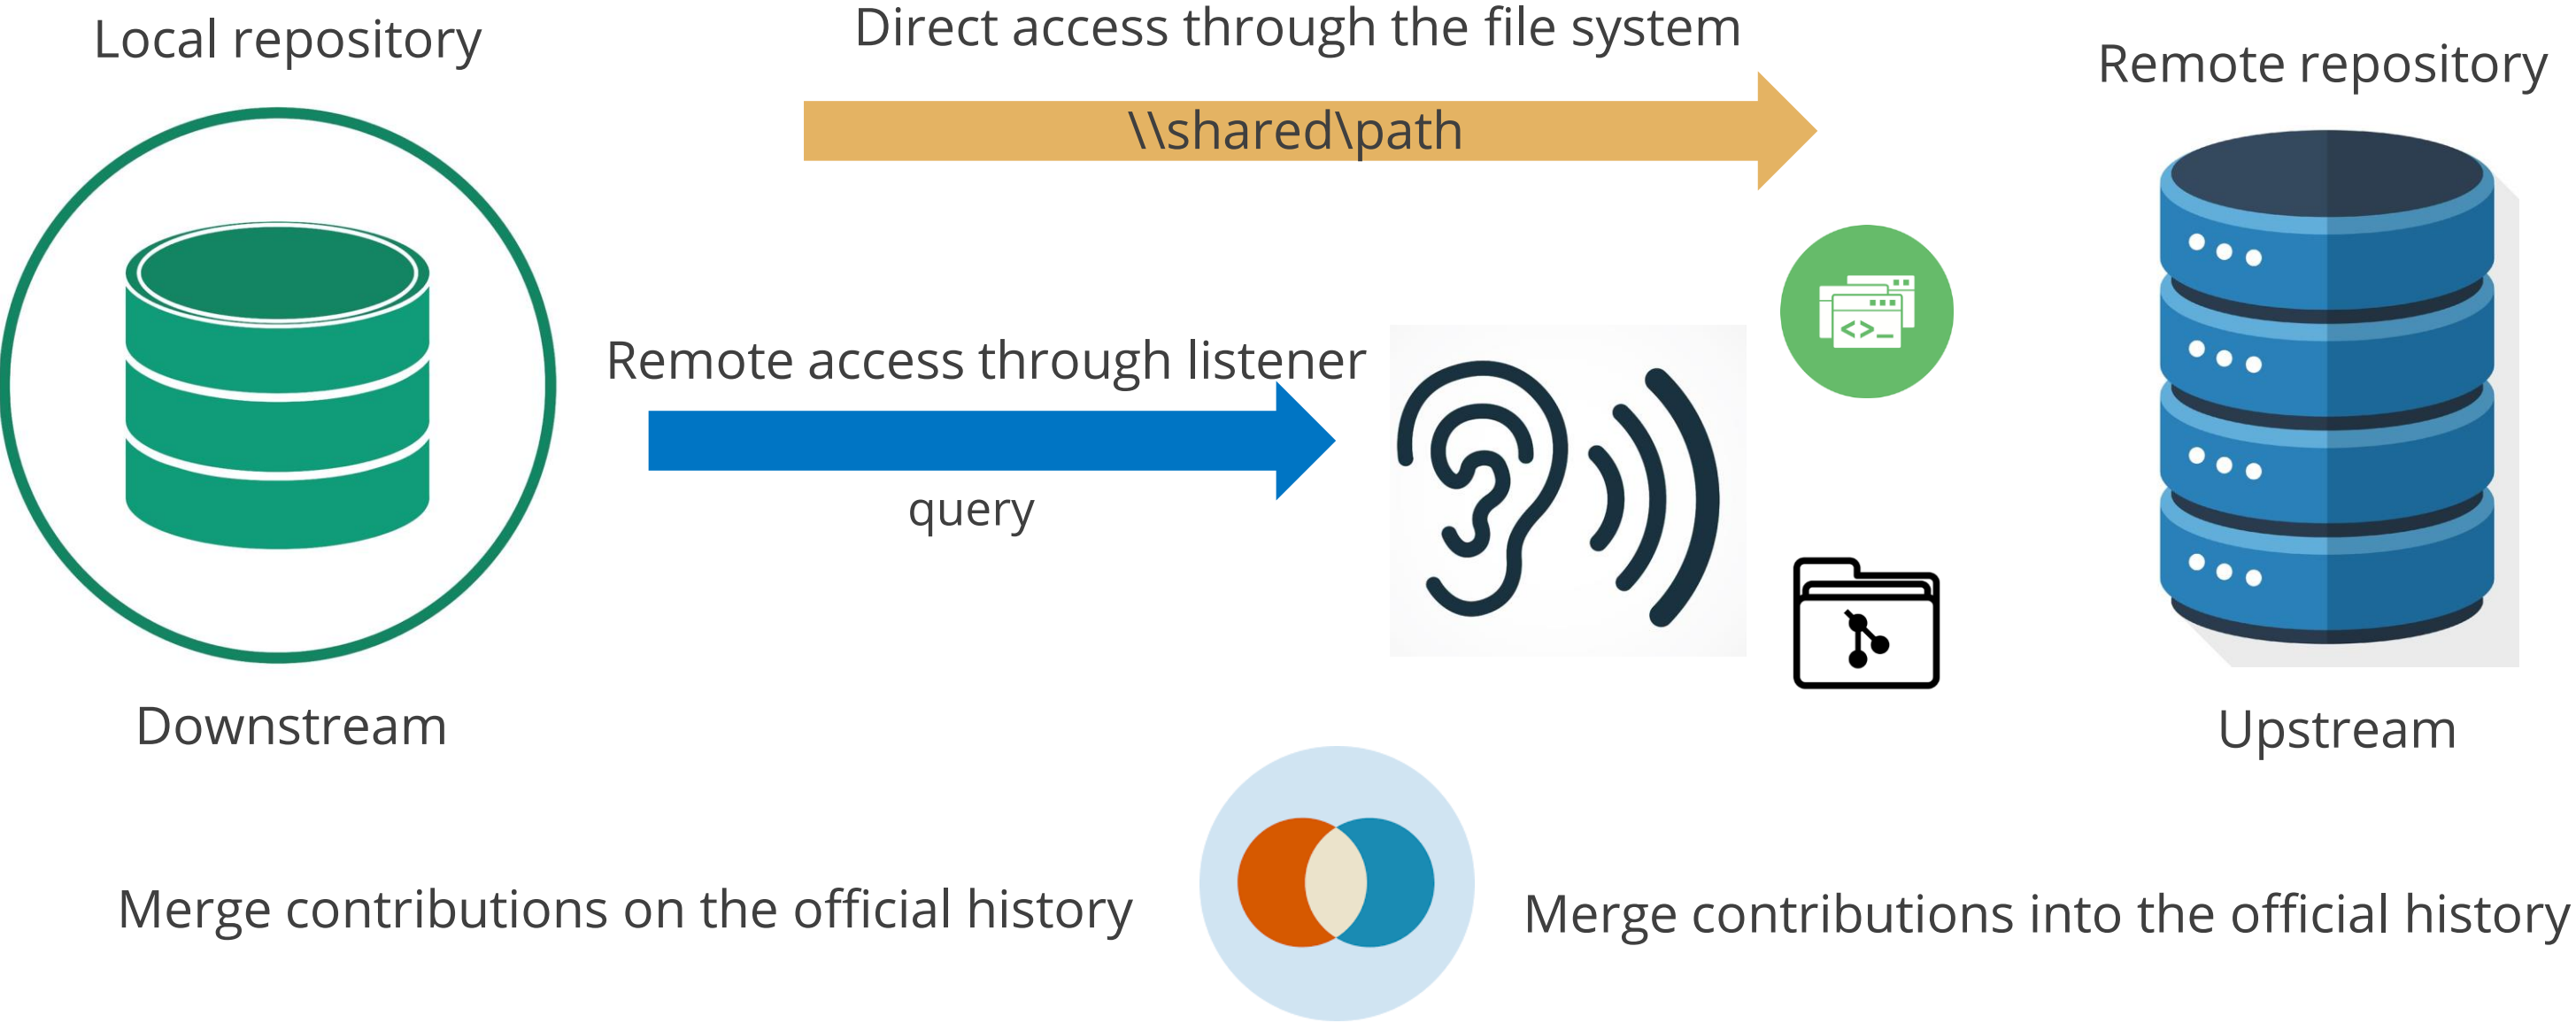 Local repository
Direct access through the file system
Remote repository
\\shared\path
Remote access through listener
<>_
query
Downstream
Upstream
Merge contributions on the official history
Merge contributions into the official history